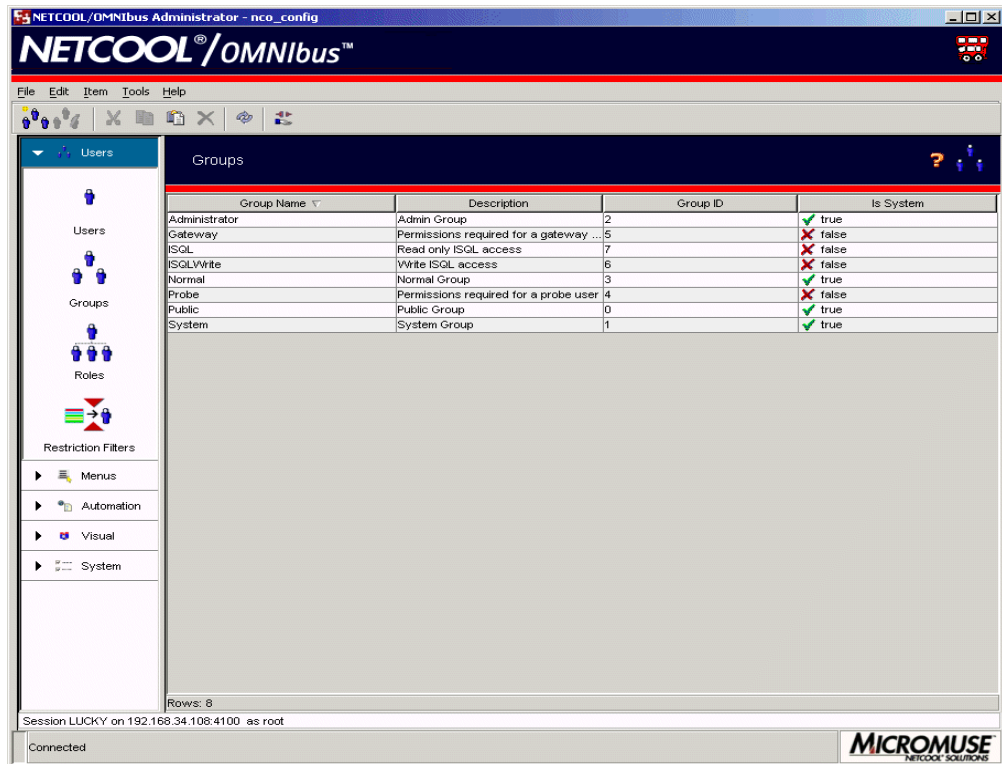 NETCOOL/OMNIbus Administrator - nco_config
NETCOOL®/OMNIbus™
File Edit Item Tools Help
Users
Groups
?
Users
Groups
Roles
Restriction Filters
Menus
Automation
Visual
System
Group Name Description Group ID Is System
Administrator Admin Group 2 true
Gateway Permissions required for a gateway ... 5 false
ISQL Read only ISQL access 7 false
ISQLWrite Write ISQL access 6 false
Normal Normal Group 3 true
Probe Permissions required for a probe user 4 false
Public Public Group 0 true
System System Group 1 true
Rows: 8
Session LUCKY on 192.168.34.108:4100 as root
Connected
MICROMUSE
NETCOOL® SOLUTIONS